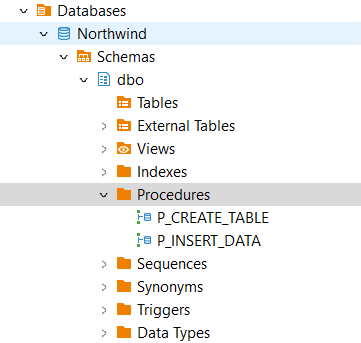 Databases
Northwind
Schemas
dbo
Tables
External Tables
Views
Indexes
Procedures
P_CREATE_TABLE
P_INSERT_DATA
Sequences
Synonyms
Triggers
Data Types